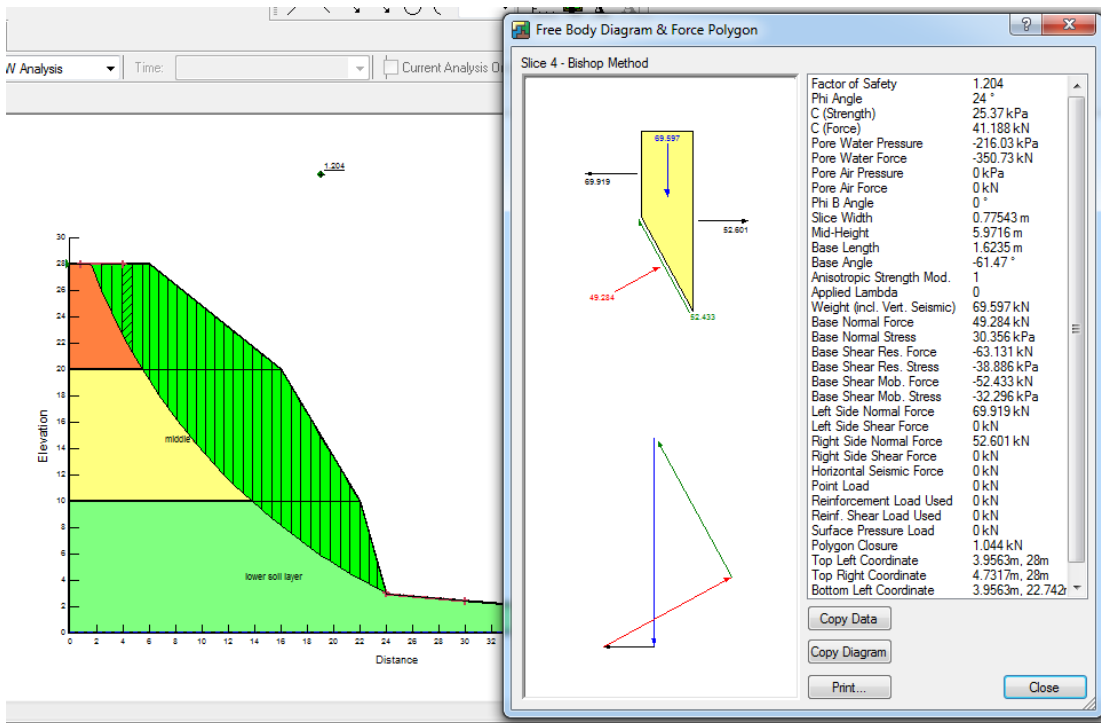 W Analysis
Time:
Current Analysis O
1.204
30
28
26
24
22
20
18
16
14
12
10
8
6
4
2
0
Elevation
middle
lower soill layer
0 2 4 6 8 10 12 14 16 18 20 22 24 26 28 30 32
Distance
Free Body Diagram & Force Polygon
Slice 4 - Bishop Method
69.597
69.919
52.601
49.284
52.433
Factor of Safety 1.204
Phi Angle 24 °
C (Strength) 25.37 kPa
C (Force) 41.188 kN
Pore Water Pressure -216.03 kPa
Pore Water Force -350.73 kN
Pore Air Pressure 0 kPa
Pore Air Force 0 kN
Phi B Angle 0 °
Slice Width 0.77543 m
Mid-Height 5.9716 m
Base Length 1.6235 m
Base Angle -61.47 °
Anisotropic Strength Mod. 1
Applied Lambda 0
Weight (incl. Vert. Seismic) 69.597 kN
Base Normal Force 49.284 kN
Base Normal Stress 30.356 kPa
Base Shear Res. Force -63.131 kN
Base Shear Res. Stress -38.886 kPa
Base Shear Mob. Force -52.433 kN
Base Shear Mob. Stress -32.296 kPa
Left Side Normal Force 69.919 kN
Left Side Shear Force 0 kN
Right Side Normal Force 52.601 kN
Right Side Shear Force 0 kN
Horizontal Seismic Force 0 kN
Point Load 0 kN
Reinforcement Load Used 0 kN
Reinf. Shear Load Used 0 kN
Surface Pressure Load 0 kN
Polygon Closure 1.044 kN
Top Left Coordinate 3.9563m, 28m
Top Right Coordinate 4.7317m, 28m
Bottom Left Coordinate 3.9563m, 22.742
Copy Data
Copy Diagram
Print...
Close